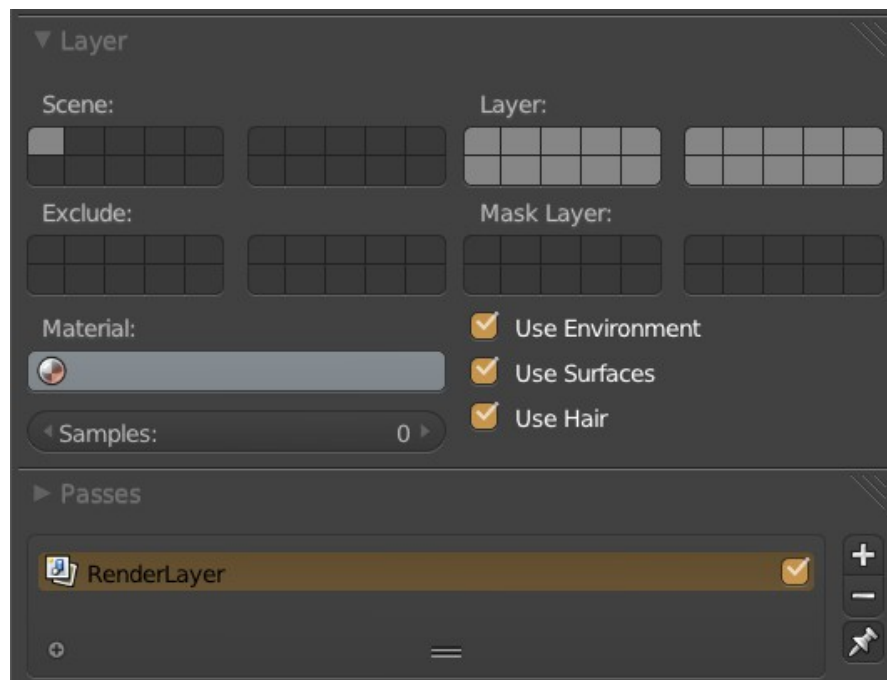 Layer
Scene:
Layer:
Exclude:
Mask Layer:
Material:
Use Environment
Use Surfaces
Samples: 0
Use Hair
Passes
RenderLayer